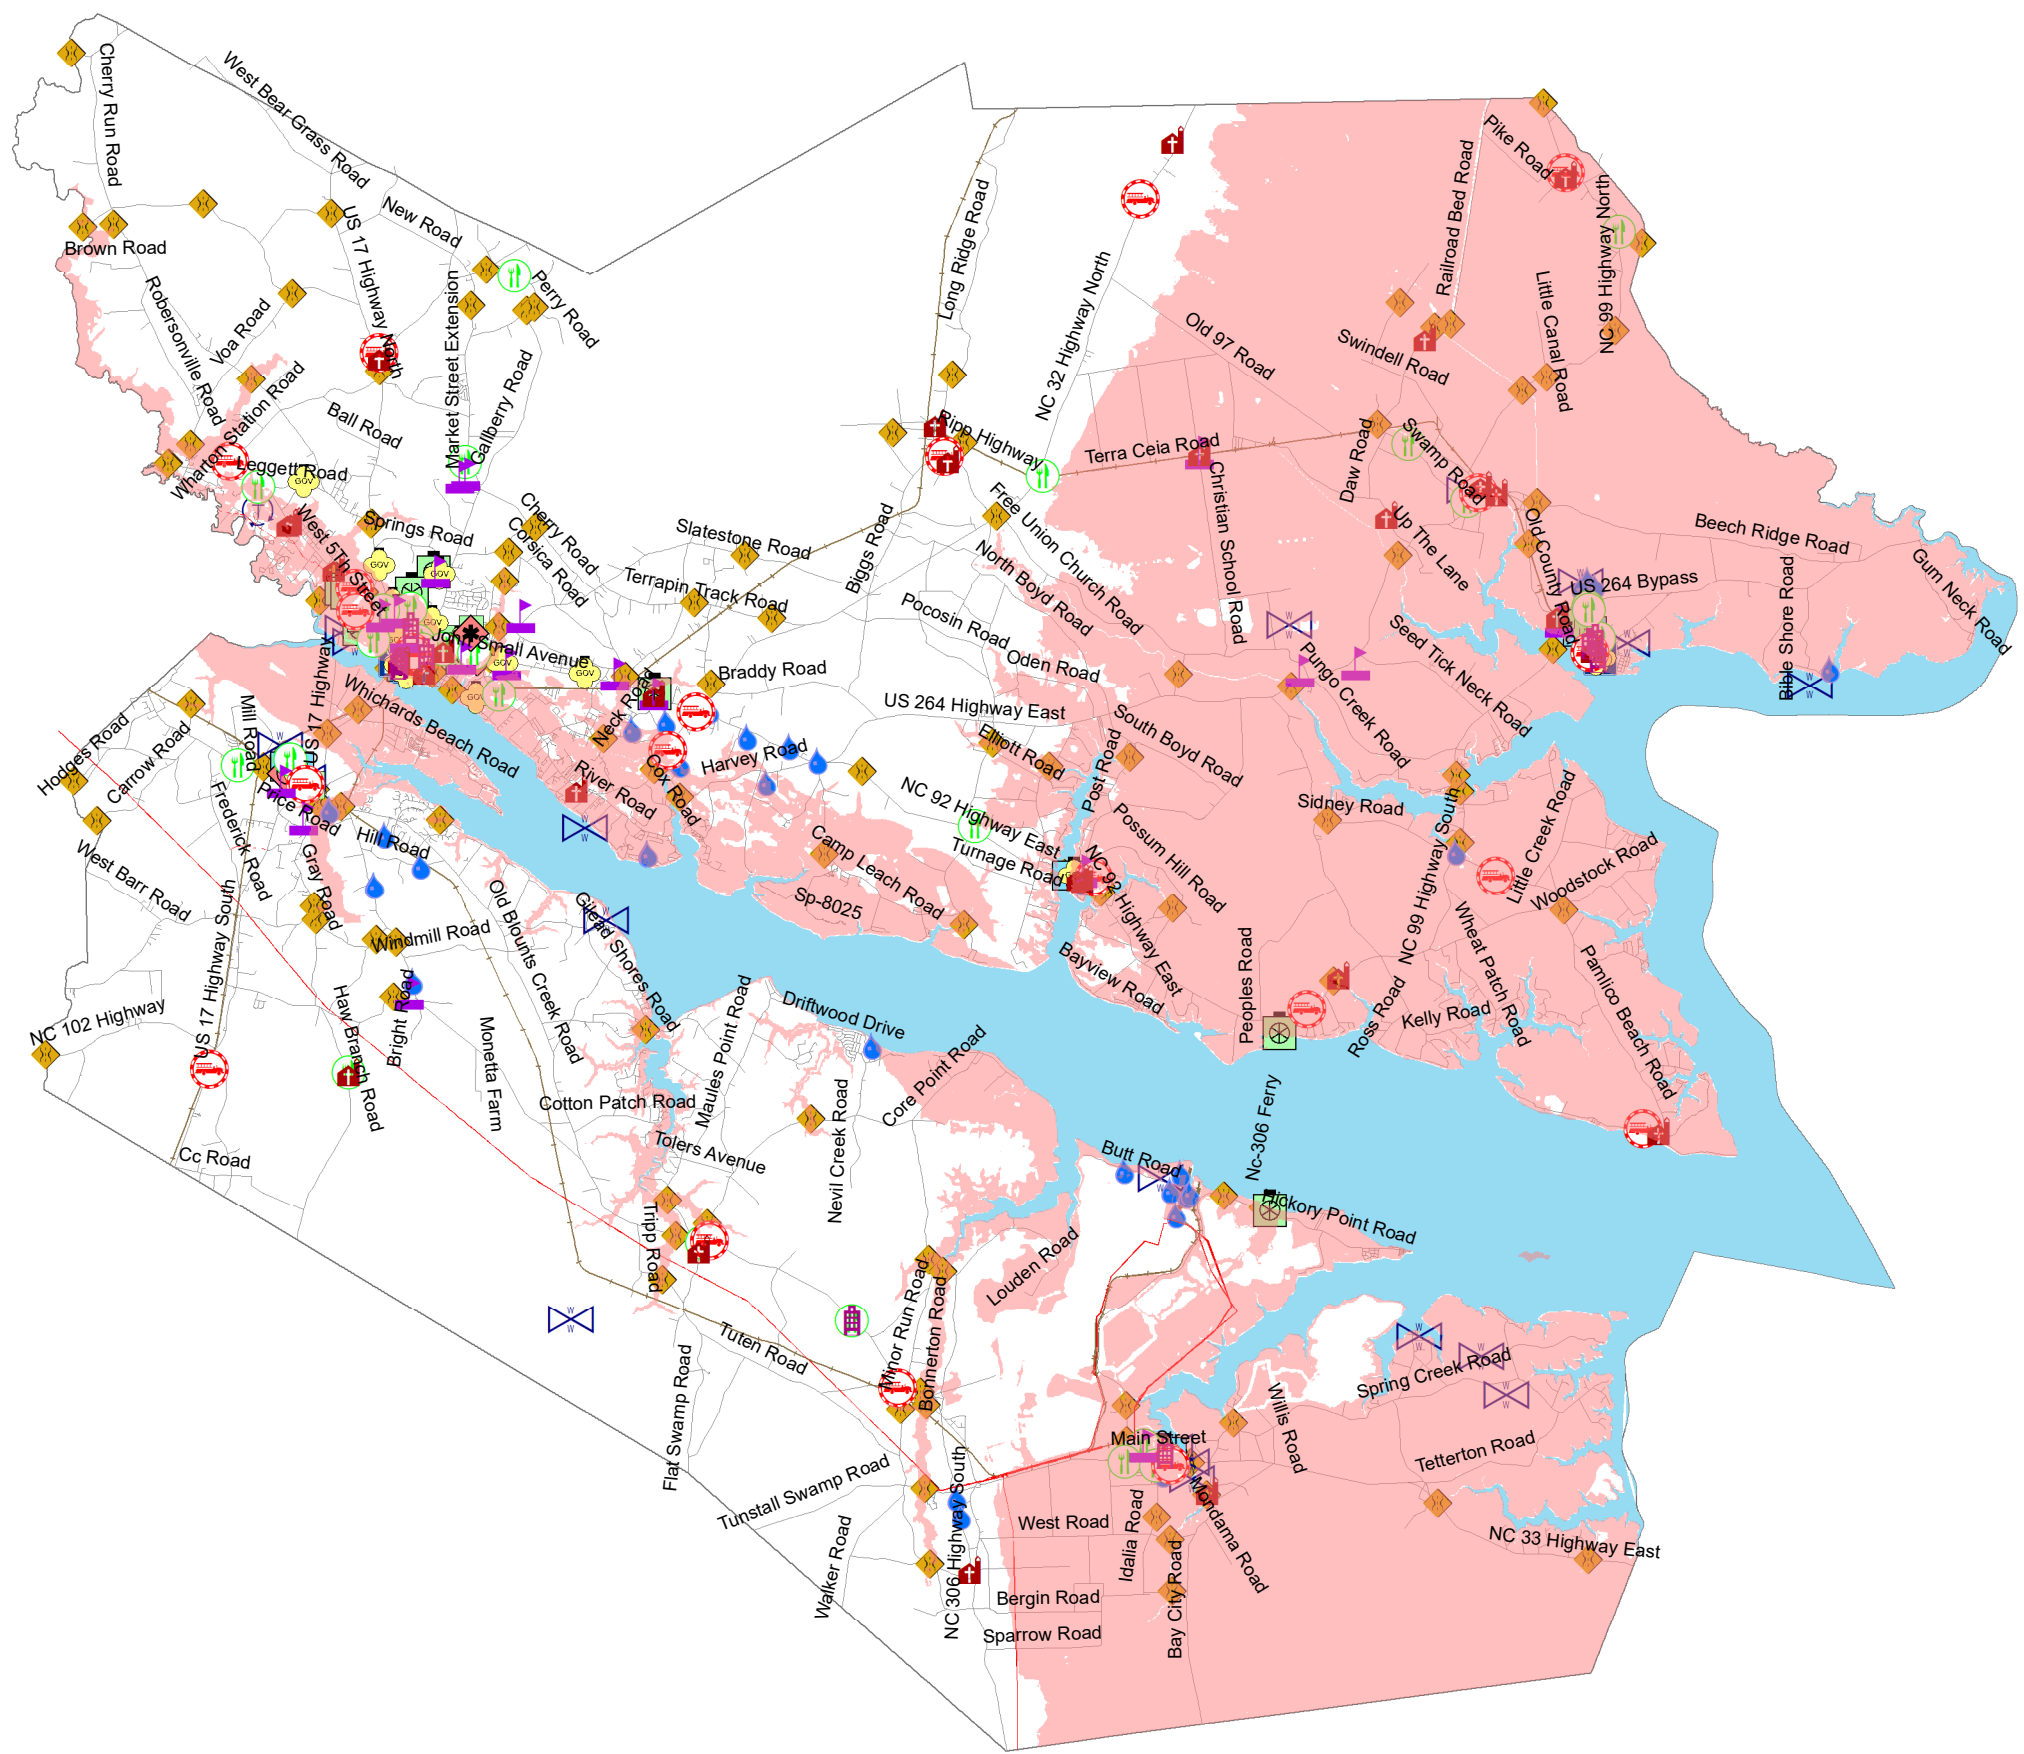 Cherry Run Road
West Bear Grass Road
Pike Road
Railroad Bed Road
New Road
US 17 Highway North
Long Ridge Road
NC 99 Highway North
Brown Road
NC 32 Highway North
Perry Road
Robersonville Road
Voa Road
Market Street Extension
Little Canal Road
Old 97 Road
Swindell Road
Gallberry Road
Wharton Station Road
Ball Road
Ripp Highway
Terra Ceia Road
Daw Road
Swamp Road
Leggett Road
GOV
Christian School Road
Free Union Church Road
Cherry Road
Corsica Road
West 5Th Street
Springs Road
Slatestone Road
Biggs Road
Up The Lane
Old County Road
Beech Ridge Road
Gum Neck Road
GOV
GOV
North Boyd Road
Terrapin Track Road
US 264 Bypass
Bible Shore Road
Pocosin Road
GOV
John Small Avenue
Seed Tick Neck Road
Pungo Creek Road
Oden Road
Braddy Road
GOV
GOV
GOV
Neck Road
US 17 Highway
Whichards Beach Road
US 264 Highway East
South Boyd Road
Mill Road
Hodges Road
Carrow Road
Elliott Road
Post Road
Harvey Road
Cox Road
River Road
Price Road
Frederick Road
NC 92 Highway East
Sidney Road
Little Creek Road
NC 99 Highway South
Possum Hill Road
Hill Road
Camp Leach Road
Turnage Road
Woodstock Road
West Barr Road
Gray Road
US 17 Highway South
Old Blounts Creek Road
Sp-8025
NC 92 Highway East
Gilead Shores Road
Windmill Road
Wheat Patch Road
Peoples Road
Bayview Road
Pamlico Beach Road
NC 102 Highway
Haw Branch Road
Bright Road
Monetta Farm
Maules Point Road
Driftwood Drive
Ross Road
Kelly Road
Core Point Road
Cotton Patch Road
Nevil Creek Road
Nc-306 Ferry
Tolers Avenue
Cc Road
Butt Road
Hickory Point Road
Tripp Road
Louden Road
Minor Run Road
Bonnerton Road
Tuten Road
Flat Swamp Road
Spring Creek Road
Willis Road
Main Street
Tetterton Road
Tunstall Swamp Road
NC 306 Highway South
Walker Road
West Road
Idalia Road
Mondama Road
NC 33 Highway East
Bay City Road
Bergin Road
Sparrow Road